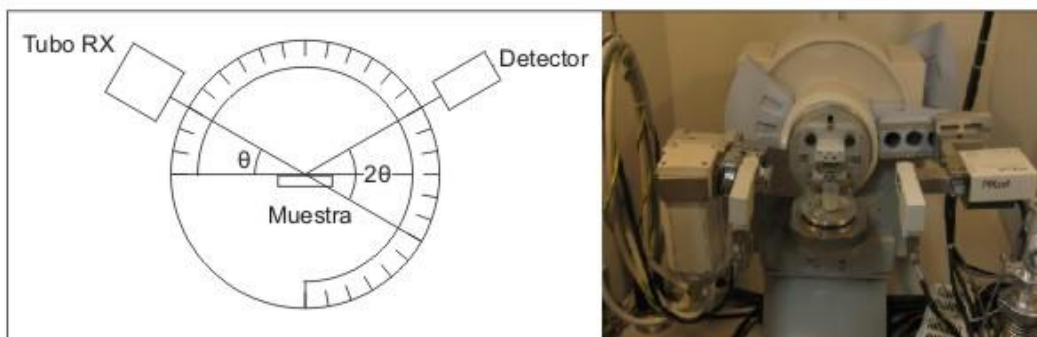 Tubo RX
Detector
θ
2θ
Muestra